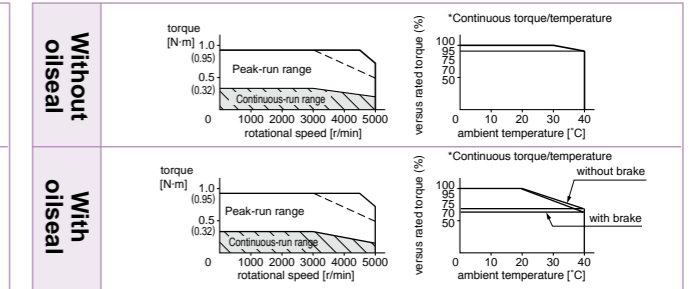 Without
oilseal
torque
[N·m]
1.0
(0.95)
0.5
(0.32)
Peak-run range
Continuous-run range
0 1000 2000 3000 4000 5000
rotational speed [r/min]
*Continuous torque/temperature
versus rated torque (%)
100
95
75
70
50
0 10 20 30 40
ambient temperature [˚C]
With
oilseal
torque
[N·m]
1.0
(0.95)
0.5
(0.32)
Peak-run range
Continuous-run range
0 1000 2000 3000 4000 5000
rotational speed [r/min]
*Continuous torque/temperature
without brake
versus rated torque (%)
100
95
75
70
50
with brake
0 10 20 30 40
ambient temperature [˚C]